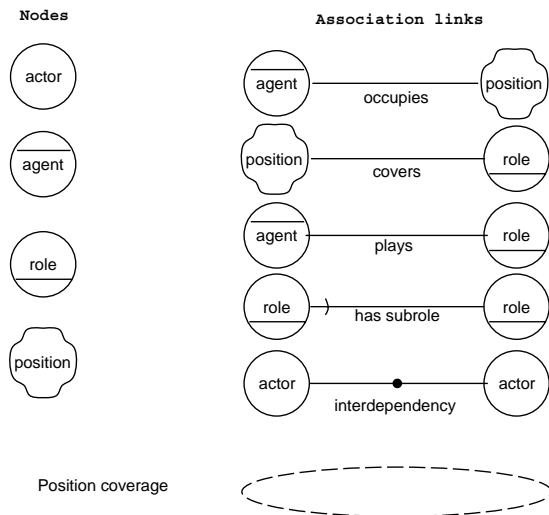 Nodes
Association links
actor
agent
role
position
agent position
occupies
position role
covers
agent role
plays
role role
has subrole
actor actor
interdependency
Position coverage